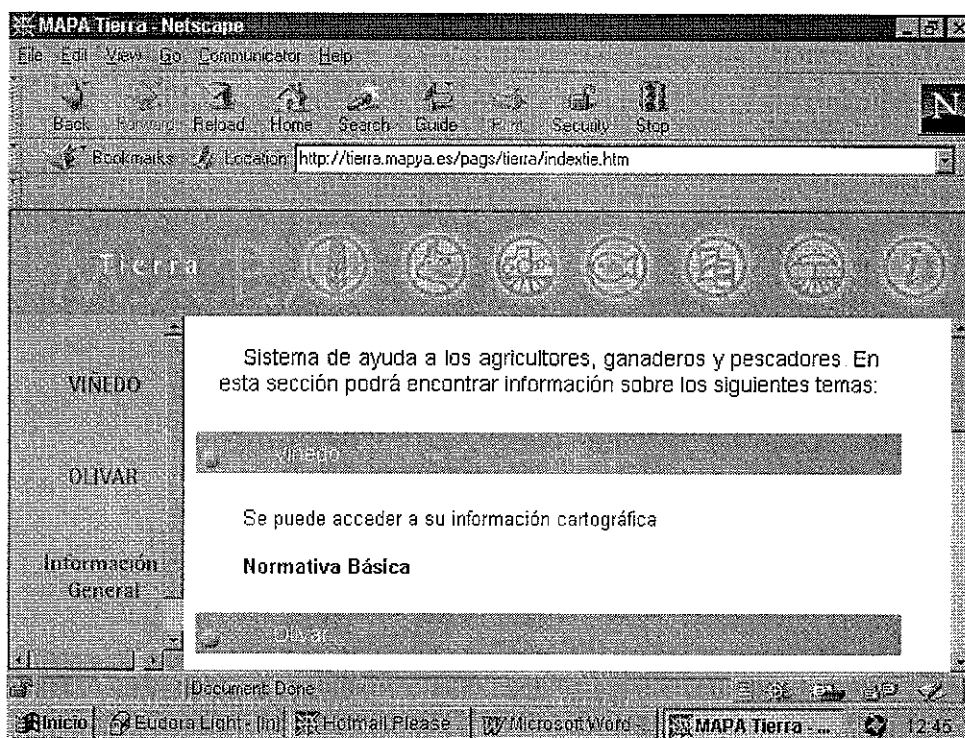 MAPA Tierra - Netscape
File Edit View Go Communicator Help
Back Forward Reload Home Search Guide Print Security Stop
Bookmarks Location: http://tierra.mapya.es/pags/tierra/indextie.htm
N
Tierra
VIÑEDO
OLIVAR
Información
General
Sistema de ayuda a los agricultores, ganaderos y pescadores. En
esta sección podrá encontrar información sobre los siguientes temas:
Viñedo
Se puede acceder a su información cartográfica
Normativa Básica
Olivar
Document: Done
Inicio Eudora Light - [In] Hotmail Please Microsoft Word - MAPA Tierra - ... 12:45